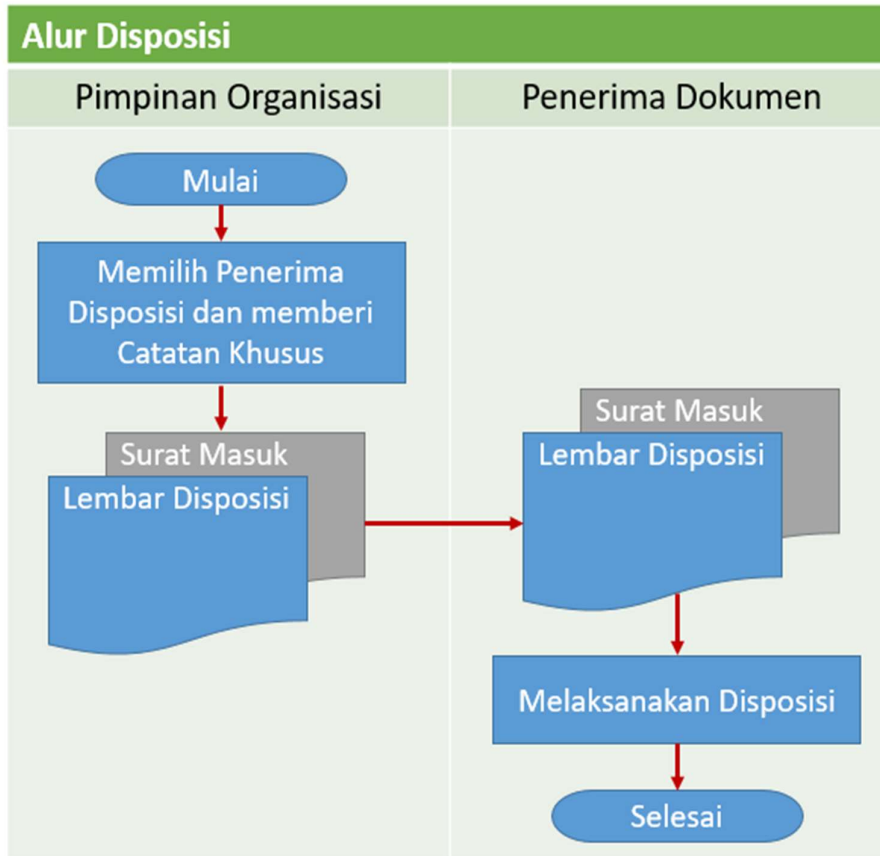 Alur Disposisi
Pimpinan Organisasi
Penerima Dokumen
Mulai
Memilih Penerima
Disposisi dan memberi
Catatan Khusus
Surat Masuk
Lembar Disposisi
Surat Masuk
Lembar Disposisi
Melaksanakan Disposisi
Selesai